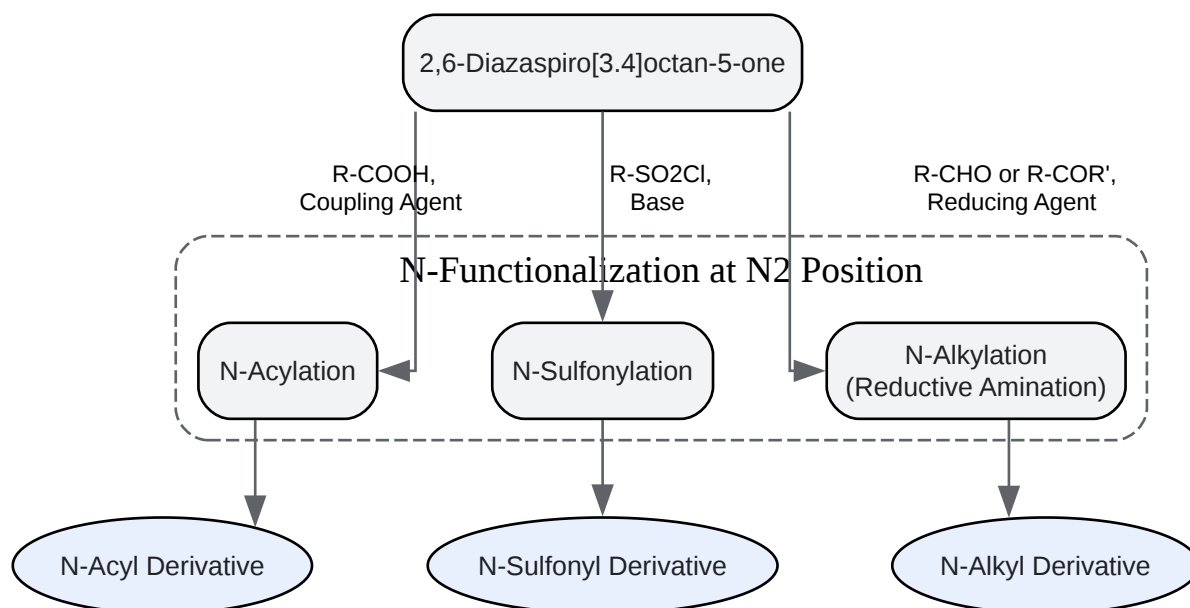 2,6-Diazaspiro[3.4]octan-5-one
R-COOH,
Coupling Agent
R-SO2Cl,
Base
R-CHO or R-COR',
Reducing Agent
N-Functionalization at N2 Position
N-Acylation
N-Sulfonylation
N-Alkylation
(Reductive Amination)
N-Acyl Derivative
N-Sulfonyl Derivative
N-Alkyl Derivative